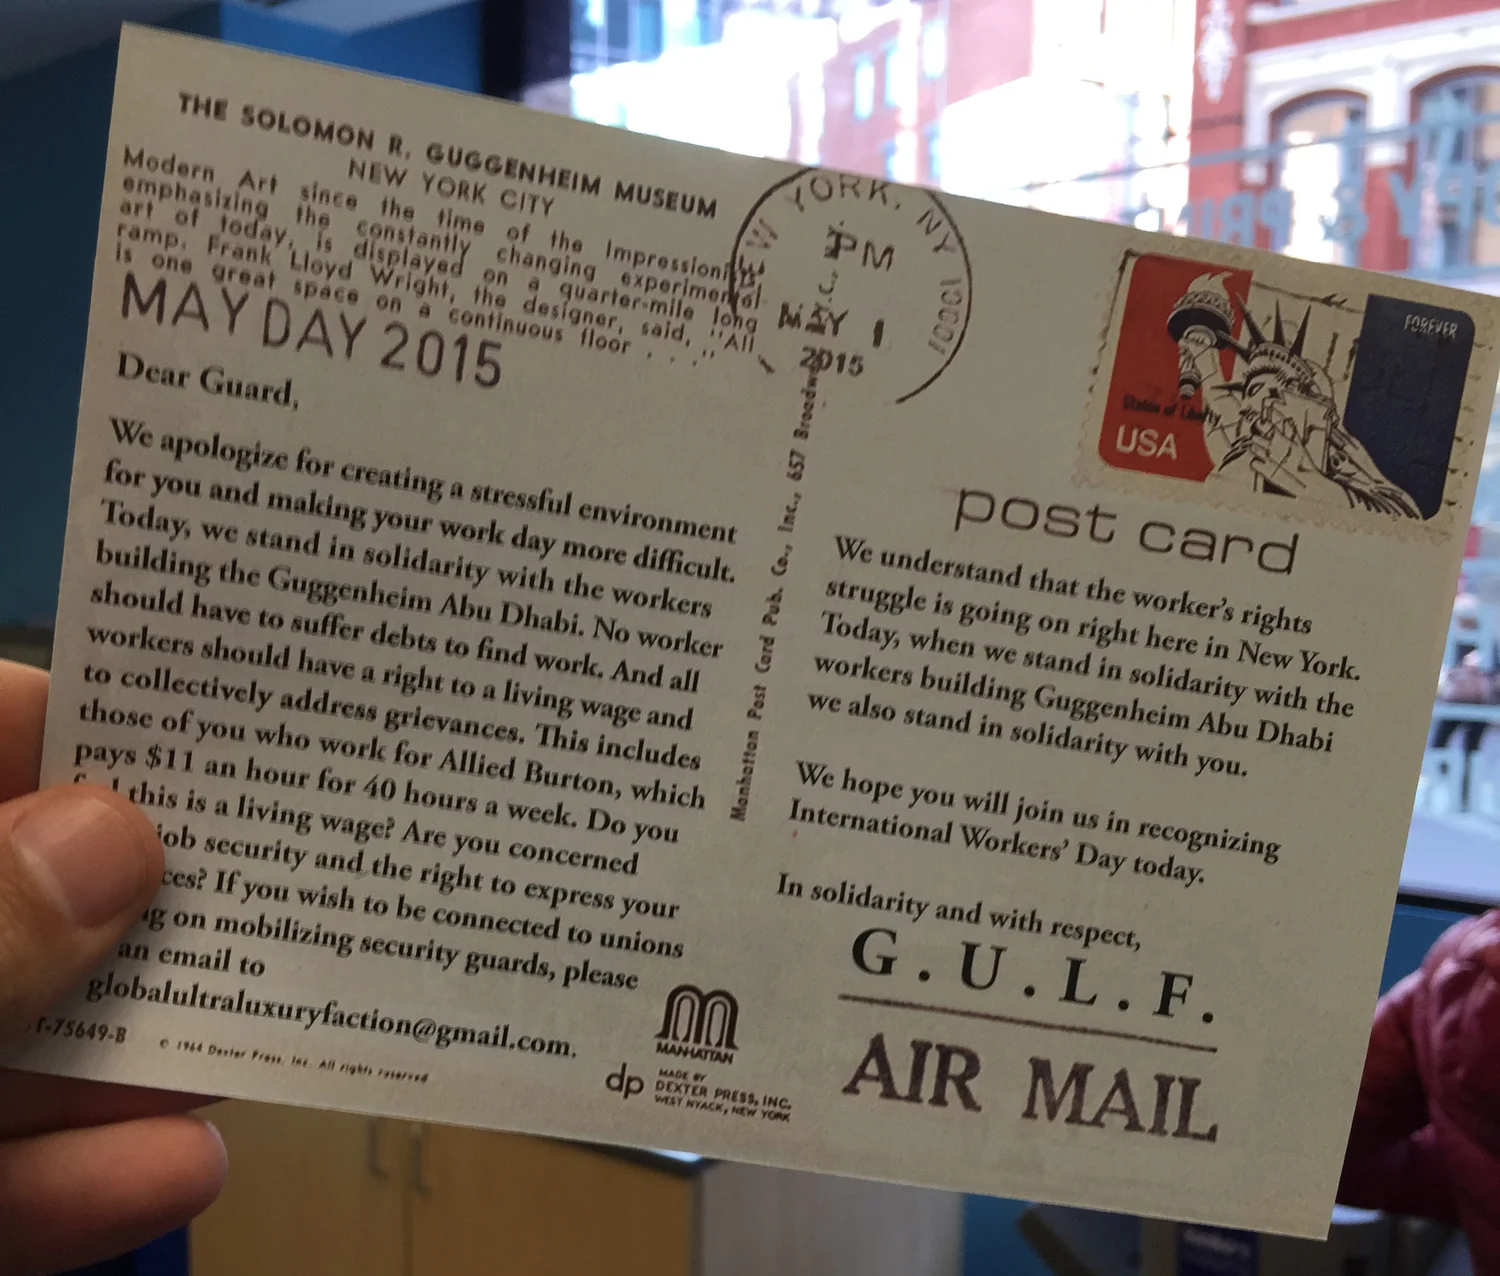 THE SOLOMON R. GUGGENHEIM MUSEUM
NEW YORK CITY
Modern Art since the time of the Impressionists
emphasizing the constantly changing experimental
art of today, is displayed on a quarter-mile long
ramp. Frank Lloyd Wright, the designer, said, "All
is one great space on a continuous floor . . ."
MAY DAY 2015
Dear Guard,
We apologize for creating a stressful environment
for you and making your work day more difficult.
Today, we stand in solidarity with the workers
building the Guggenheim Abu Dhabi. No worker
should have to suffer debts to find work. And all
workers should have a right to a living wage and
to collectively address grievances. This includes
those of you who work for Allied Burton, which
pays $11 an hour for 40 hours a week. Do you
this is a living wage? Are you concerned
job security and the right to express your
If you wish to be connected to unions
on mobilizing security guards, please
an email to
globalultraluxuryfaction@gmail.com.
T-75649-B
© 1964 Dexter Press, Inc. All rights reserved
MANHATTAN
dp
MADE BY
DEXTER PRESS, INC.
WEST NYACK, NEW YORK
Manhattan Post Card Pub. Co., Inc., 657 Broadway, N.Y.C.,
YORK, NY 1001
PM
MAY 1
2015
FOREVER
Statue of Liberty
USA
post card
We understand that the worker's rights
struggle is going on right here in New York.
Today, when we stand in solidarity with the
workers building Guggenheim Abu Dhabi
we also stand in solidarity with you.
We hope you will join us in recognizing
International Workers' Day today.
In solidarity and with respect,
G.U.L.F.
AIR MAIL